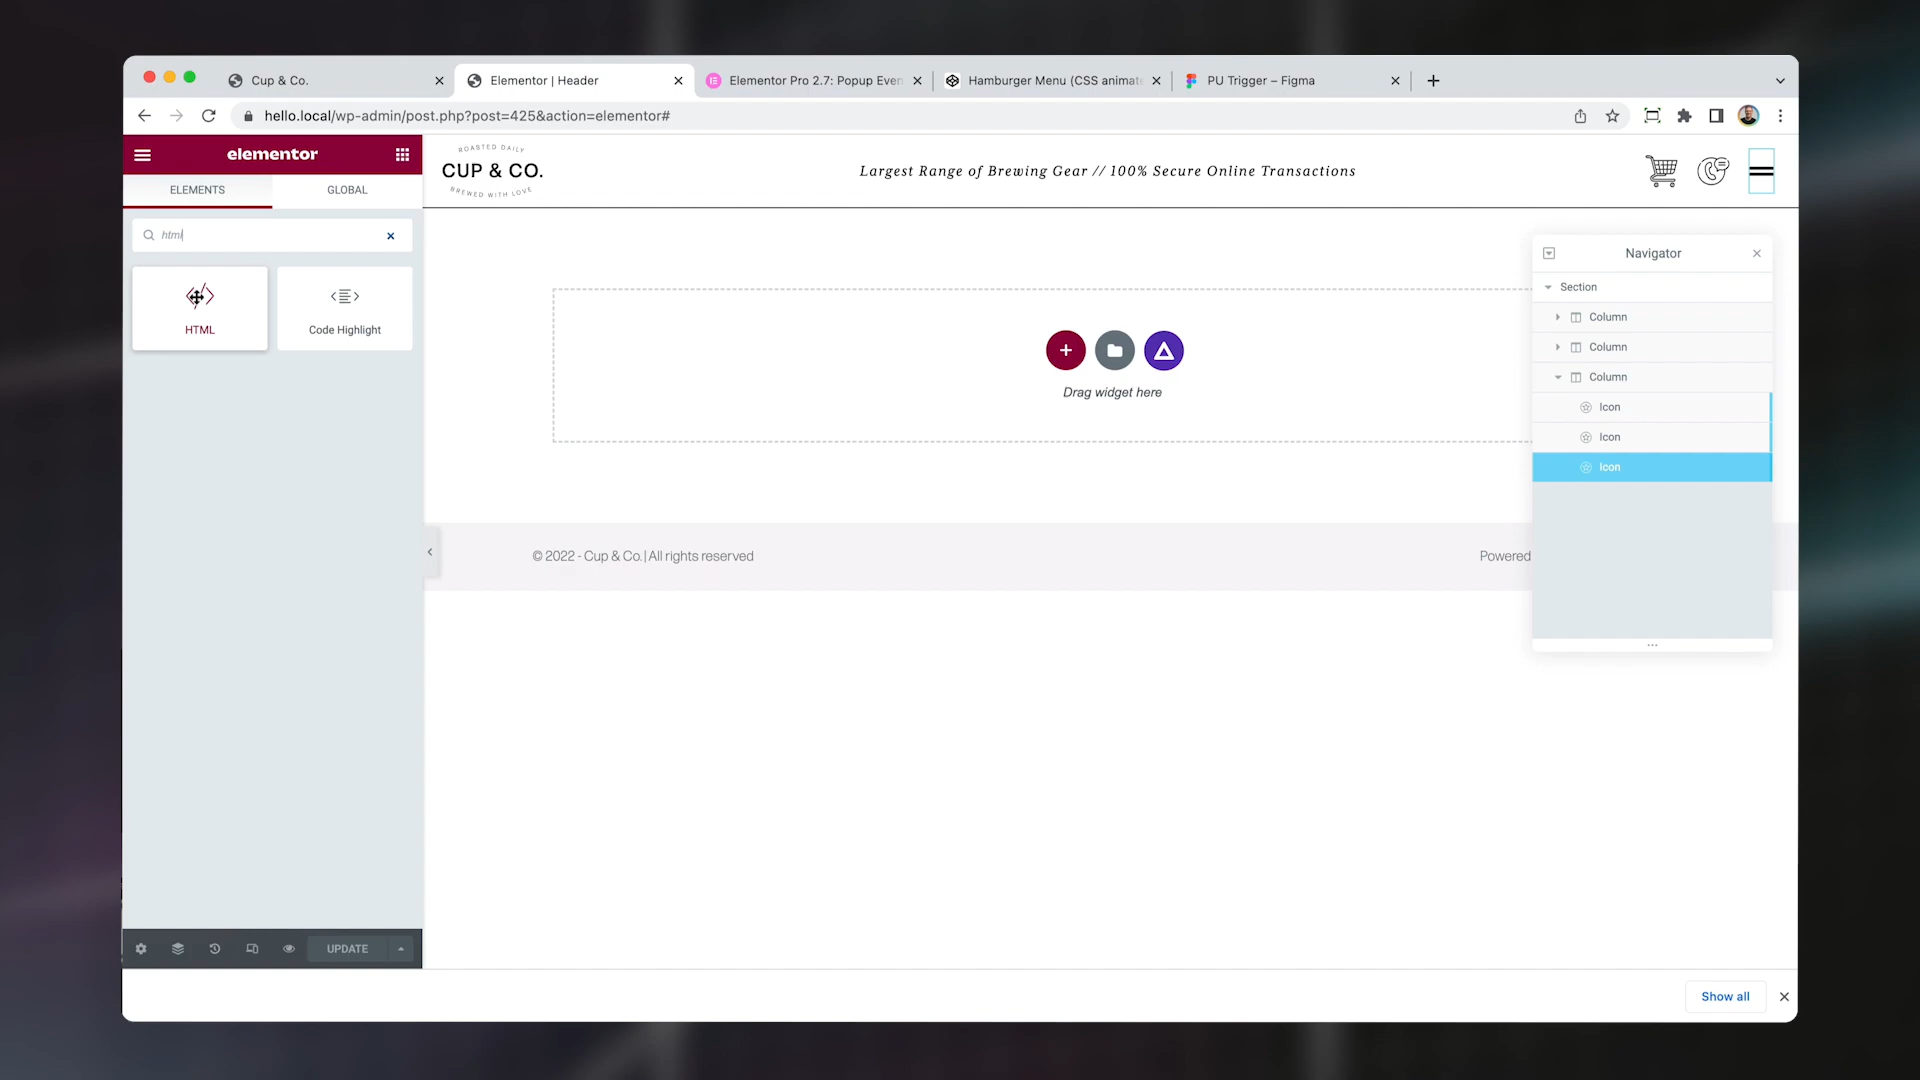 Cup & Co.
Elementor | Header
Elementor Pro 2.7: Popup Even
Hamburger Menu (CSS animate
PU Trigger – Figma
hello.local/wp-admin/post.php?post=425&action=elementor#
elementor
ELEMENTS
GLOBAL
html
HTML
Code Highlight
UPDATE
ROASTED DAILY
CUP & CO.
BREWED WITH LOVE
Largest Range of Brewing Gear // 100% Secure Online Transactions
Drag widget here
© 2022 - Cup & Co. | All rights reserved
Powered
Navigator
Section
Column
Column
Column
Icon
Icon
Icon
Show all